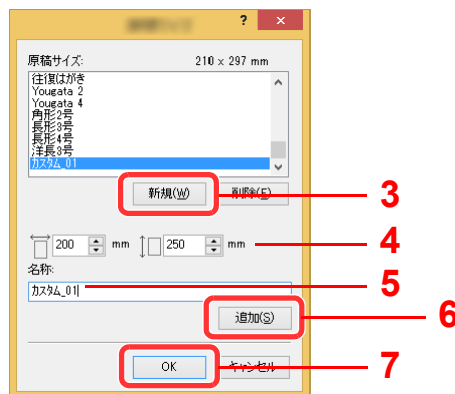 ?
×
原稿サイズ: 210 x 297 mm
往復はがき
Yougata 2
Yougata 4
角形2号
長形3号
長形4号
洋長3号
カスタム_01
新規(W) 削除(E) 3
200 mm 250 mm 4
名称:
カスタム_01 5
追加(S) 6
OK キャンセル 7